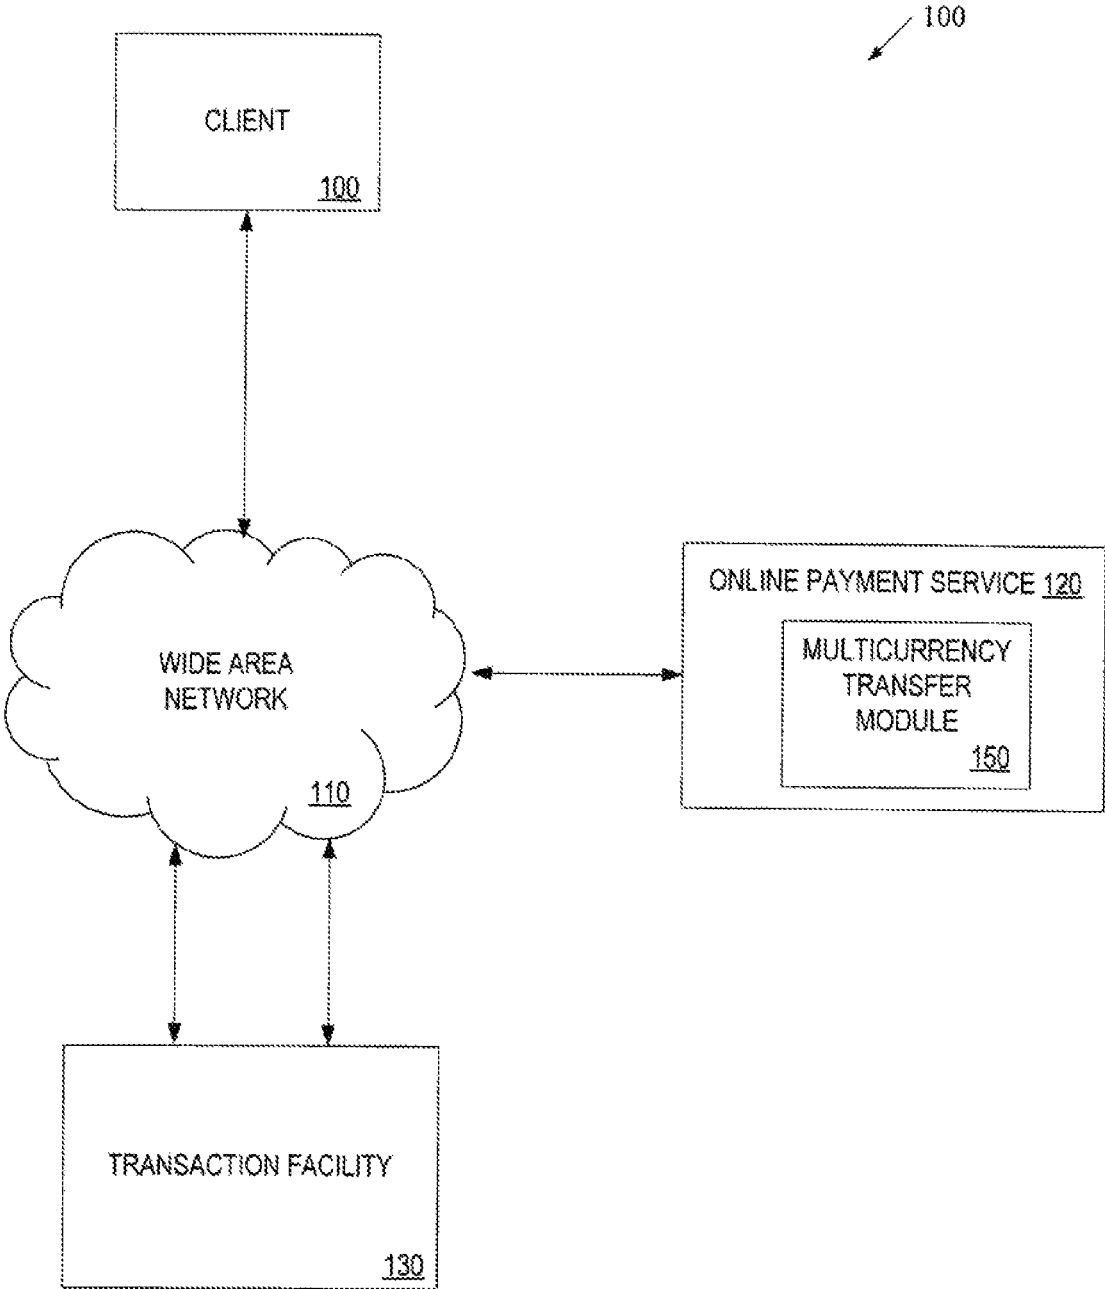 100
CLIENT
100
WIDE AREA
NETWORK
110
ONLINE PAYMENT SERVICE 120
MULTICURRENCY
TRANSFER
MODULE
150
TRANSACTION FACILITY
130